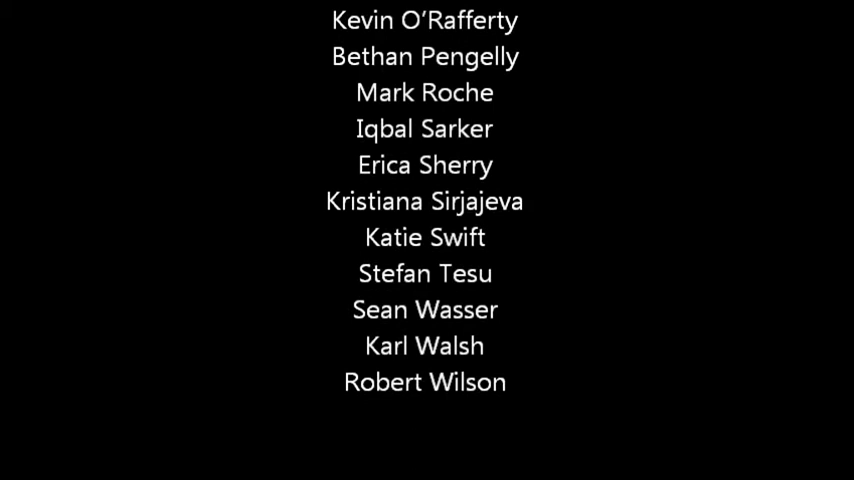 Kevin O’Rafferty
Bethan Pengelly
Mark Roche
Iqbal Sarker
Erica Sherry
Kristiana Sirjajeva
Katie Swift
Stefan Tesu
Sean Wasser
Karl Walsh
Robert Wilson